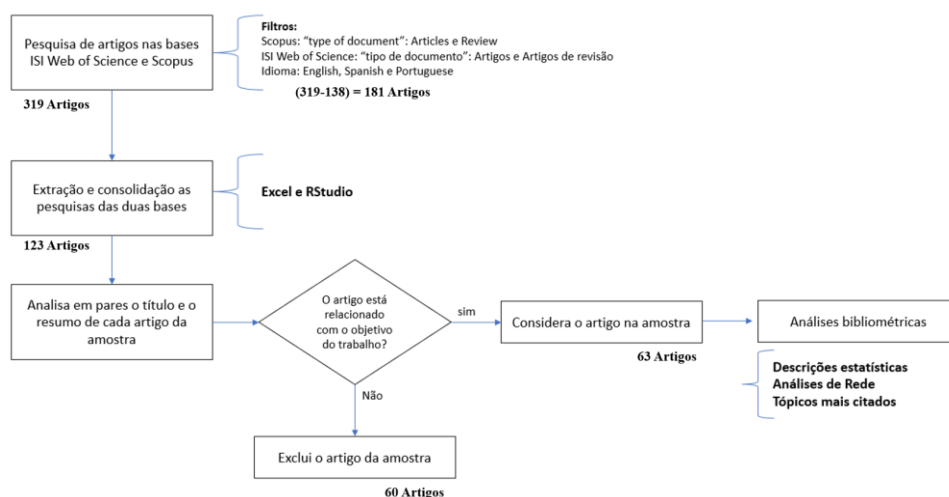 Pesquisa de artigos nas bases
ISI Web of Science e Scopus
319 Artigos
Filtros:
Scopus: “type of document”: Articles e Review
ISI Web of Science: “tipo de documento”: Artigos e Artigos de revisão
Idioma: English, Spanish e Portuguese
(319-138) = 181 Artigos
Extração e consolidação as
pesquisas das duas bases
123 Artigos
Excel e RStudio
Analisa em pares o título e o
resumo de cada artigo da
amostra
O artigo está
relacionado
com o objetivo
do trabalho?
sim
Considera o artigo na amostra
63 Artigos
Análises bibliométricas
Descrições estatísticas
Análises de Rede
Tópicos mais citados
Não
Exclui o artigo da amostra
60 Artigos